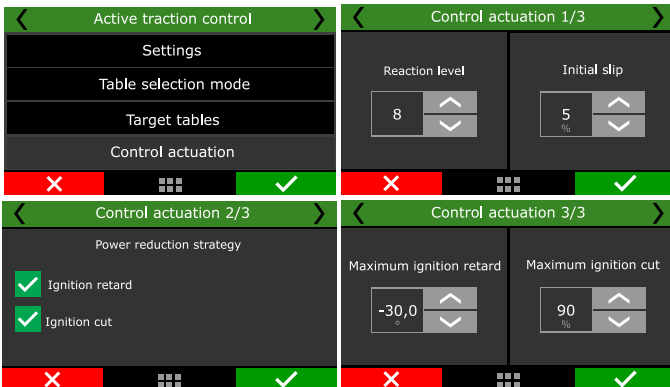 Active traction control
Settings
Table selection mode
Target tables
Control actuation
Control actuation 1/3
Reaction level
Initial slip
8
5
%
Control actuation 2/3
Power reduction strategy
Ignition retard
Ignition cut
Control actuation 3/3
Maximum ignition retard
Maximum ignition cut
-30,0
°
90
%